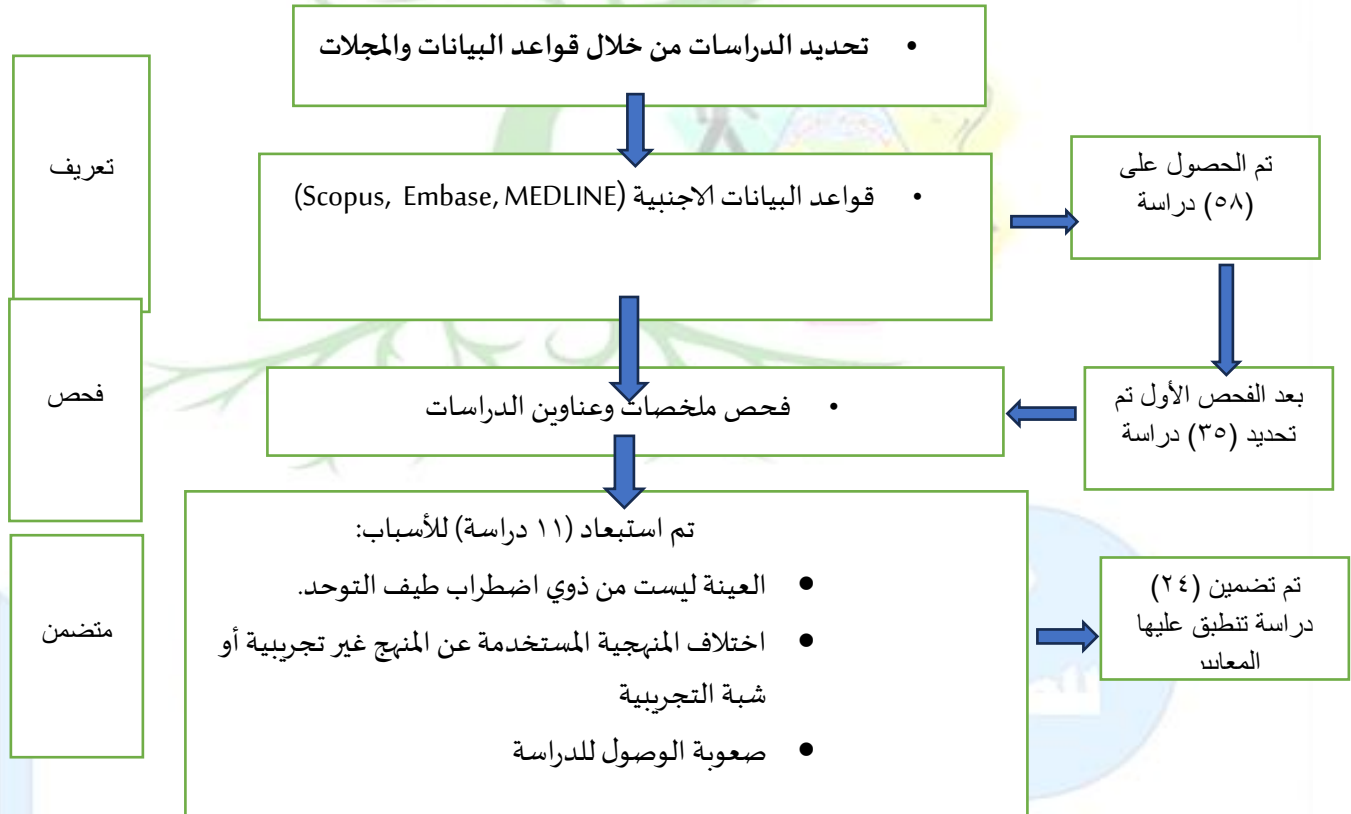 • تحديد الدراسات من خلال قواعد البيانات والمجلات
تعريف
• قواعد البيانات الاجنبية (Scopus, Embase, MEDLINE)
تم الحصول على
(٥٨) دراسة
فحص
• فحص ملخصات وعناوين الدراسات
بعد الفحص الأول تم
تحديد (٣٥) دراسة
متضمن
تم استبعاد (١١ دراسة) للأسباب:
• العينة ليست من ذوي اضطراب طيف التوحد.
• اختلاف المنهجية المستخدمة عن المنهج غير تجريبية أو
شبة التجريبية
• صعوبة الوصول للدراسة
تم تضمين (٢٤)
دراسة تنطبق عليها
المعايير